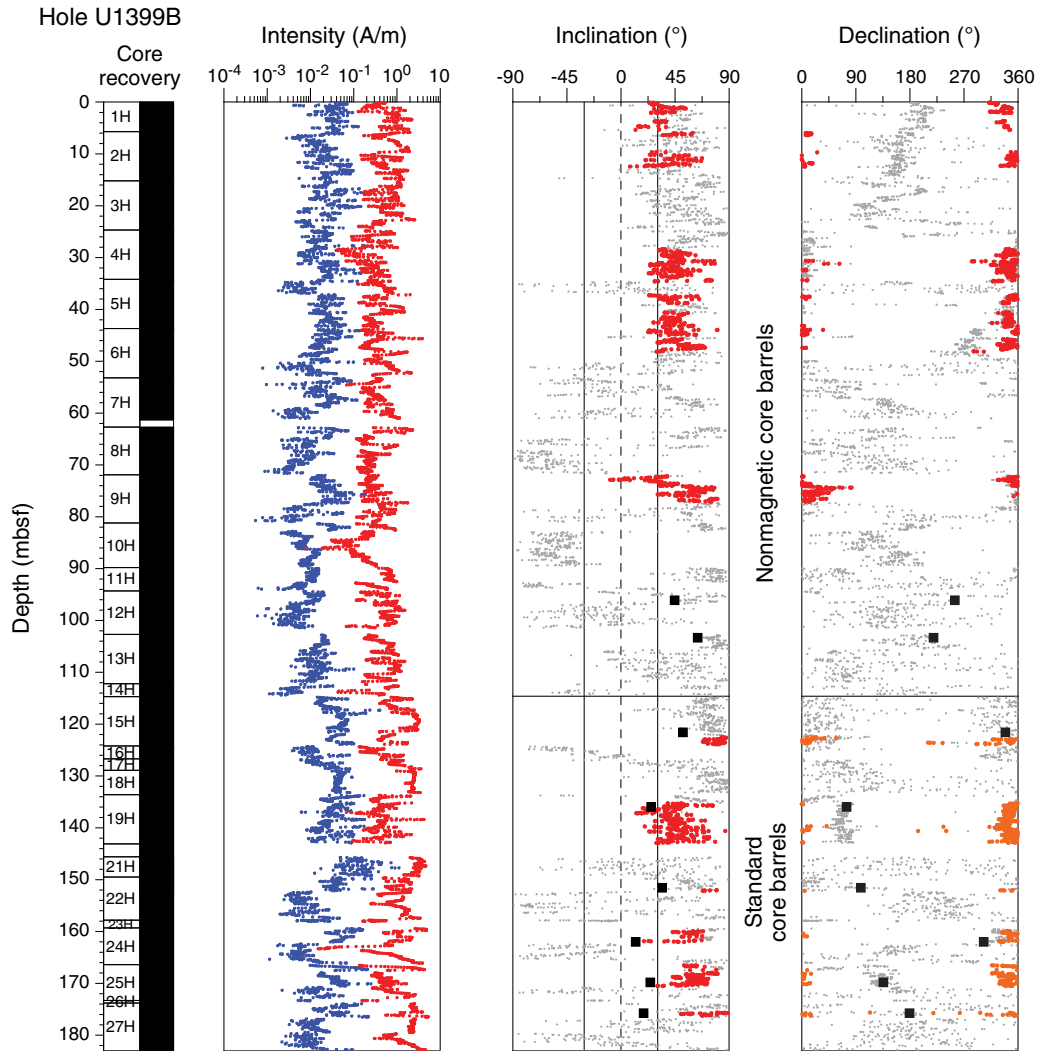 Hole U1399B
Core
recovery
Intensity (A/m)
Inclination (°)
Declination (°)
10-4 10-3 10-2 10-1 100 10
-90 -45 0 45 90
0 90 180 270 360
Depth (mbsf)
0
10
20
30
40
50
60
70
80
90
100
110
120
130
140
150
160
170
180
1H
2H
3H
4H
5H
6H
7H
8H
9H
10H
11H
12H
13H
14H
15H
16H
17H
18H
19H
21H
22H
23H
24H
25H
26H
27H
Nonmagnetic core barrels
Standard
core barrels